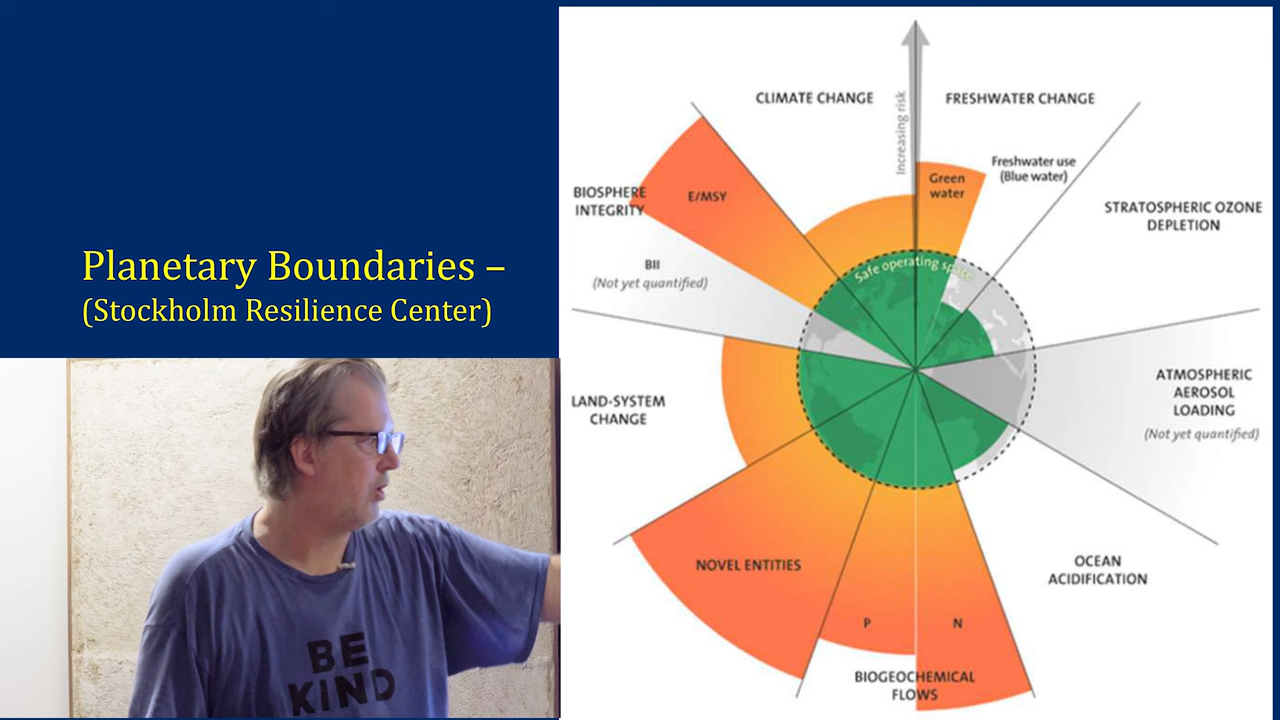 Planetary Boundaries –
(Stockholm Resilience Center)
BE
KIND
CLIMATE CHANGE
Increasing risk
FRESHWATER CHANGE
Green
water
Freshwater use
(Blue water)
STRATOSPHERIC OZONE
DEPLETION
BIOSPHERE
INTEGRITY
E/MSY
BII
(Not yet quantified)
Safe operating space
ATMOSPHERIC
AEROSOL
LOADING
(Not yet quantified)
LAND-SYSTEM
CHANGE
NOVEL ENTITIES
P
N
BIOGEOCHEMICAL
FLOWS
OCEAN
ACIDIFICATION